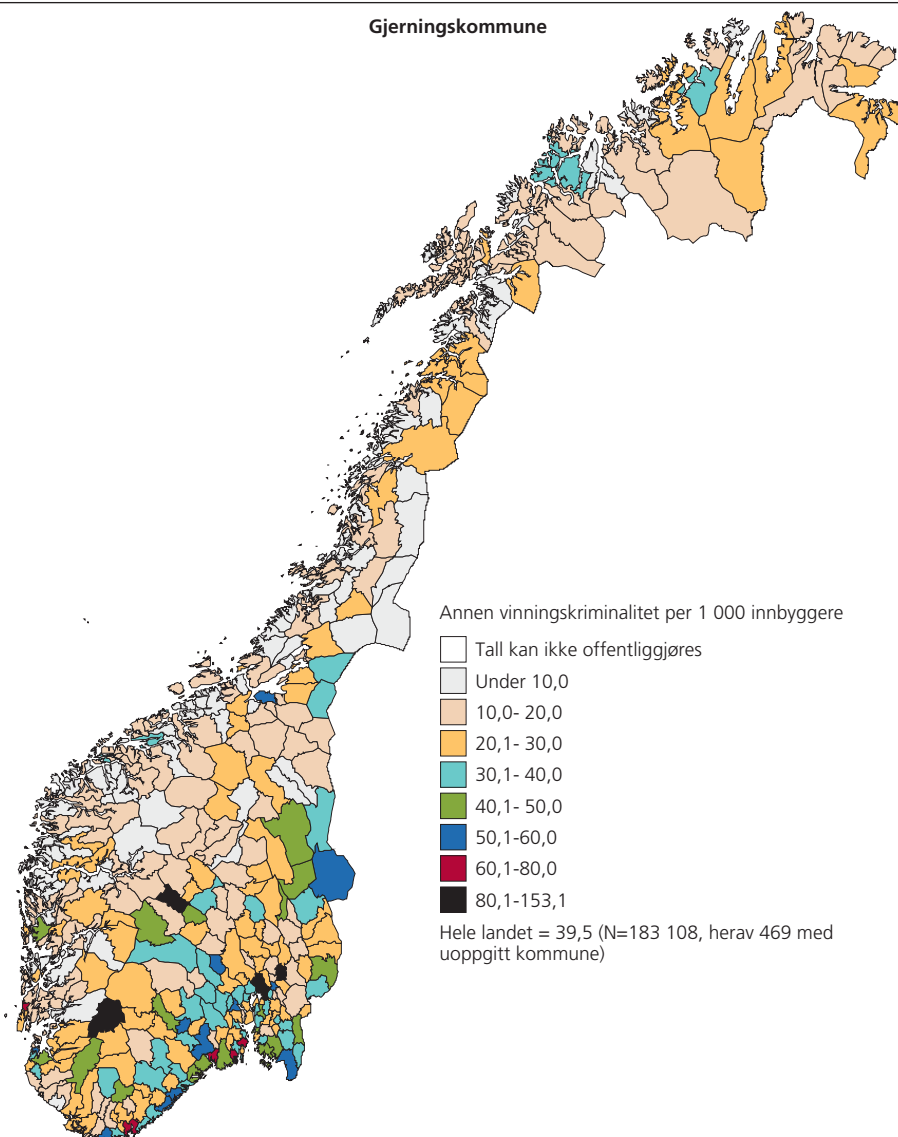 Gjerningskommune
Annen vinningskriminalitet per 1 000 innbyggere
Tall kan ikke offentliggjøres
Under 10,0
10,0- 20,0
20,1- 30,0
30,1- 40,0
40,1- 50,0
50,1-60,0
60,1-80,0
80,1-153,1
Hele landet = 39,5 (N=183 108, herav 469 med
uoppgitt kommune)